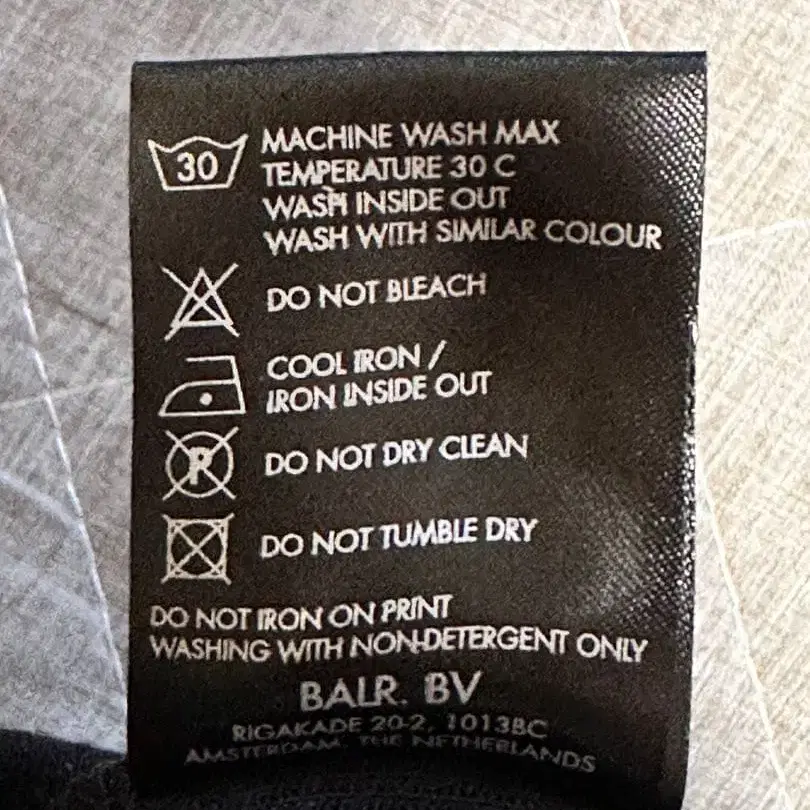 30 MACHINE WASH MAX
TEMPERATURE 30 C
WASH INSIDE OUT
WASH WITH SIMILAR COLOUR
DO NOT BLEACH
COOL IRON /
IRON INSIDE OUT
P DO NOT DRY CLEAN
DO NOT TUMBLE DRY
DO NOT IRON ON PRINT
WASHING WITH NON-DETERGENT ONLY
BALR. BV
RIGAKADE 20-2, 1013BC
AMSTERDAM, THE NETHERLANDS